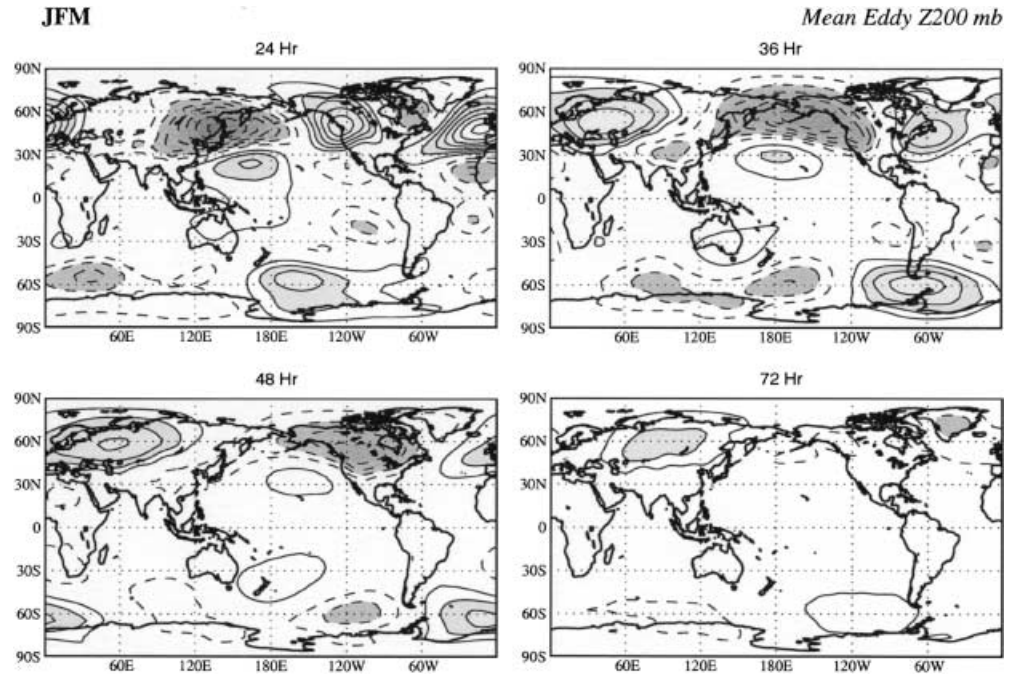 JFM Mean Eddy Z200 mb
24 Hr 36 Hr
90N 90N
60N 60N
30N 30N
0 0
30S 30S
60S 60S
90S 90S
60E 120E 180E 120W 60W 60E 120E 180E 120W 60W
48 Hr 72 Hr
90N 90N
60N 60N
30N 30N
0 0
30S 30S
60S 60S
90S 90S
60E 120E 180E 120W 60W 60E 120E 180E 120W 60W